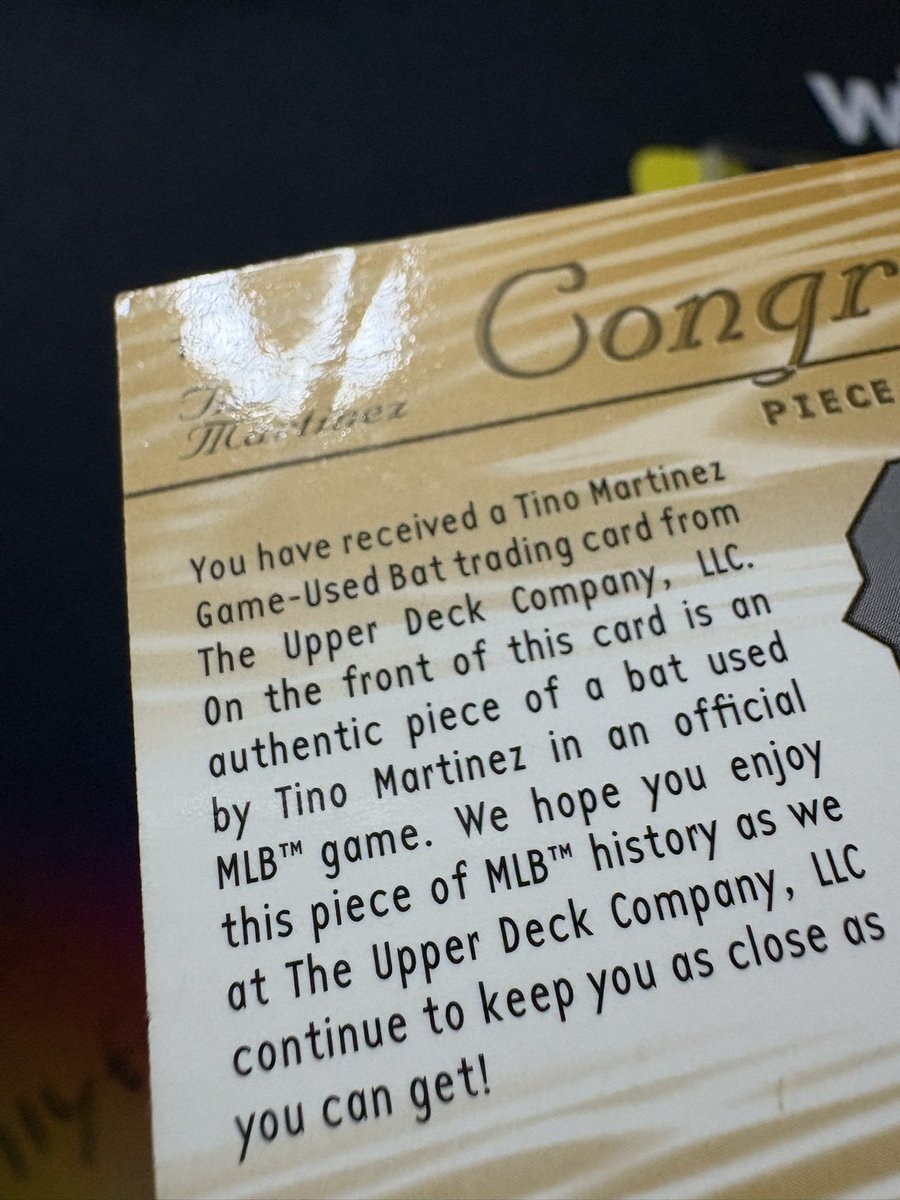 Congr
PIECE
Martinez
You have received a Tino Martinez
Game-Used Bat trading card from
The Upper Deck Company, LLC.
On the front of this card is an
authentic piece of a bat used
by Tino Martinez in an official
MLB™ game. We hope you enjoy
this piece of MLB™ history as we
at The Upper Deck Company, LLC
continue to keep you as close as
you can get!